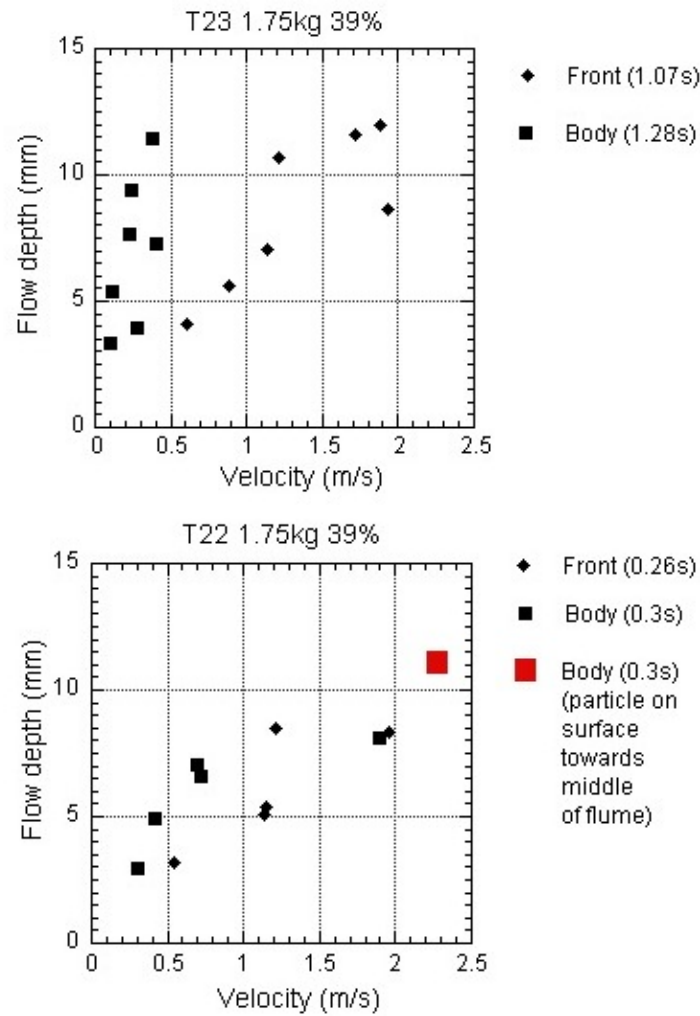 T23 1.75kg 39%
15
10
5
0
Flow depth (mm)
0 0.5 1 1.5 2 2.5
Velocity (m/s)
Front (1.07s)
Body (1.28s)
T22 1.75kg 39%
15
10
5
0
Flow depth (mm)
0 0.5 1 1.5 2 2.5
Velocity (m/s)
Front (0.26s)
Body (0.3s)
Body (0.3s)
(particle on
surface
towards
middle
of flume)